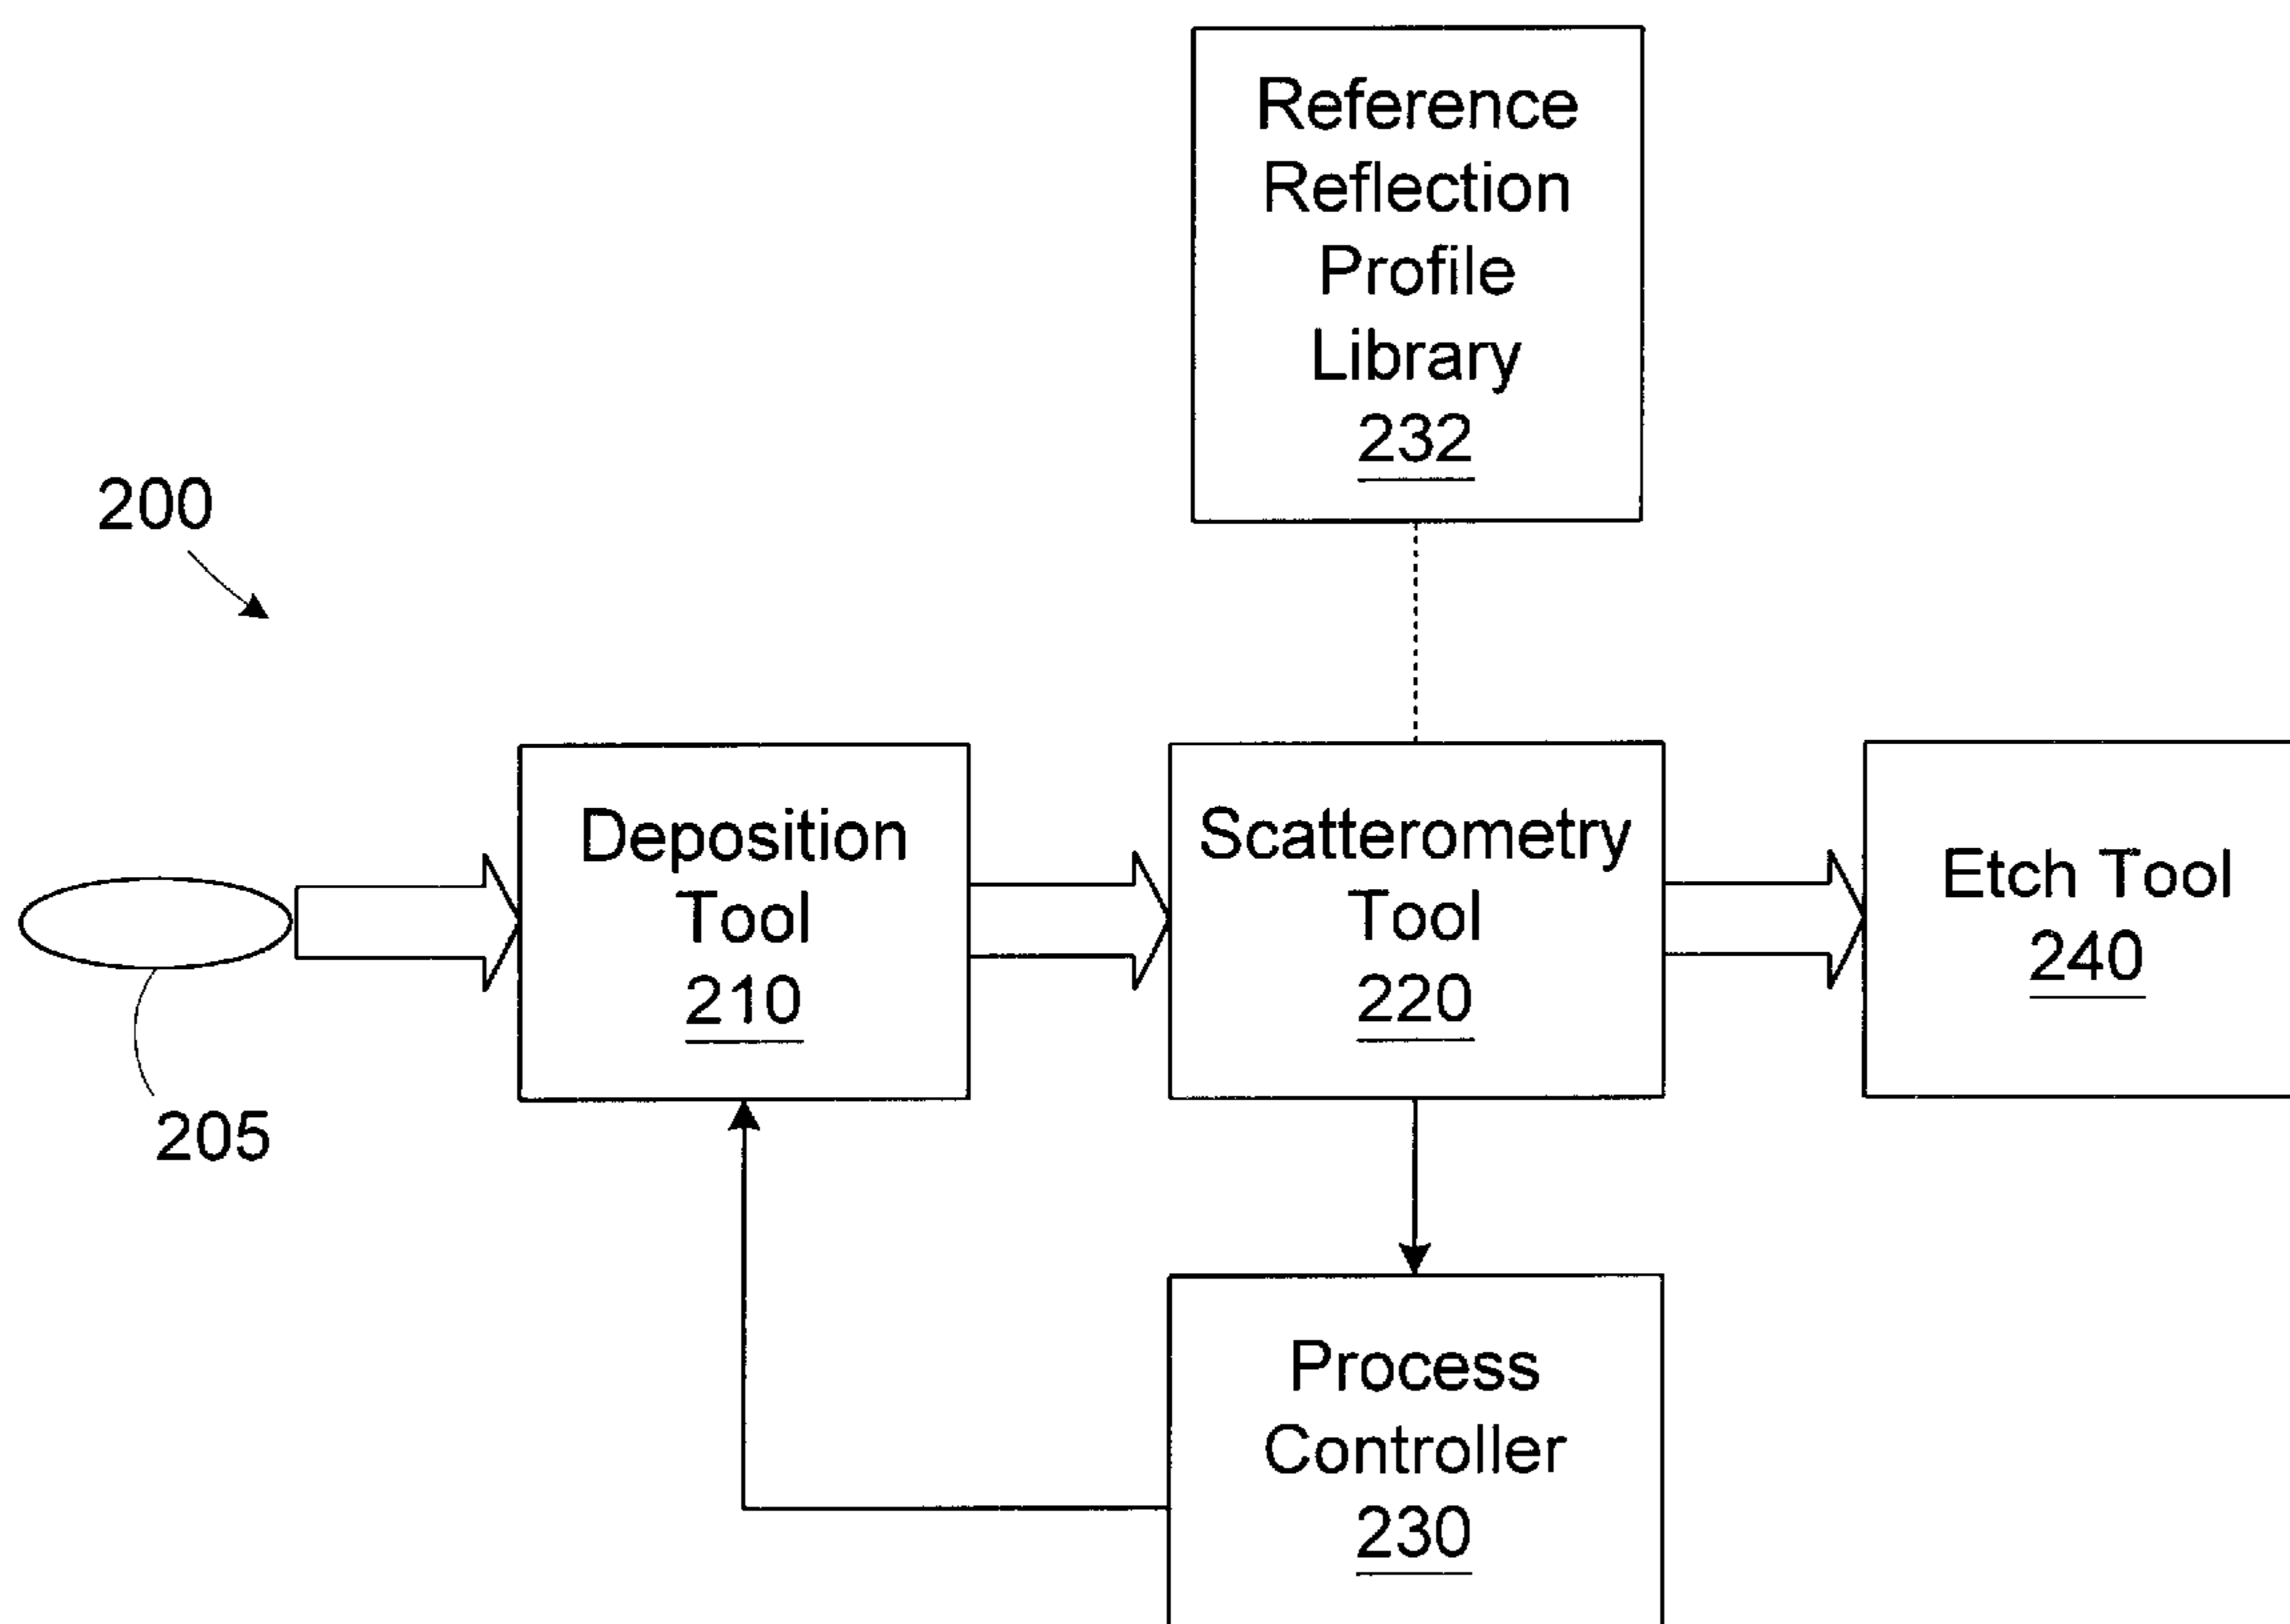 Reference
Reflection
Profile
Library
232
200
Deposition
Tool
210
Scatterometry
Tool
220
Etch Tool
240
205
Process
Controller
230